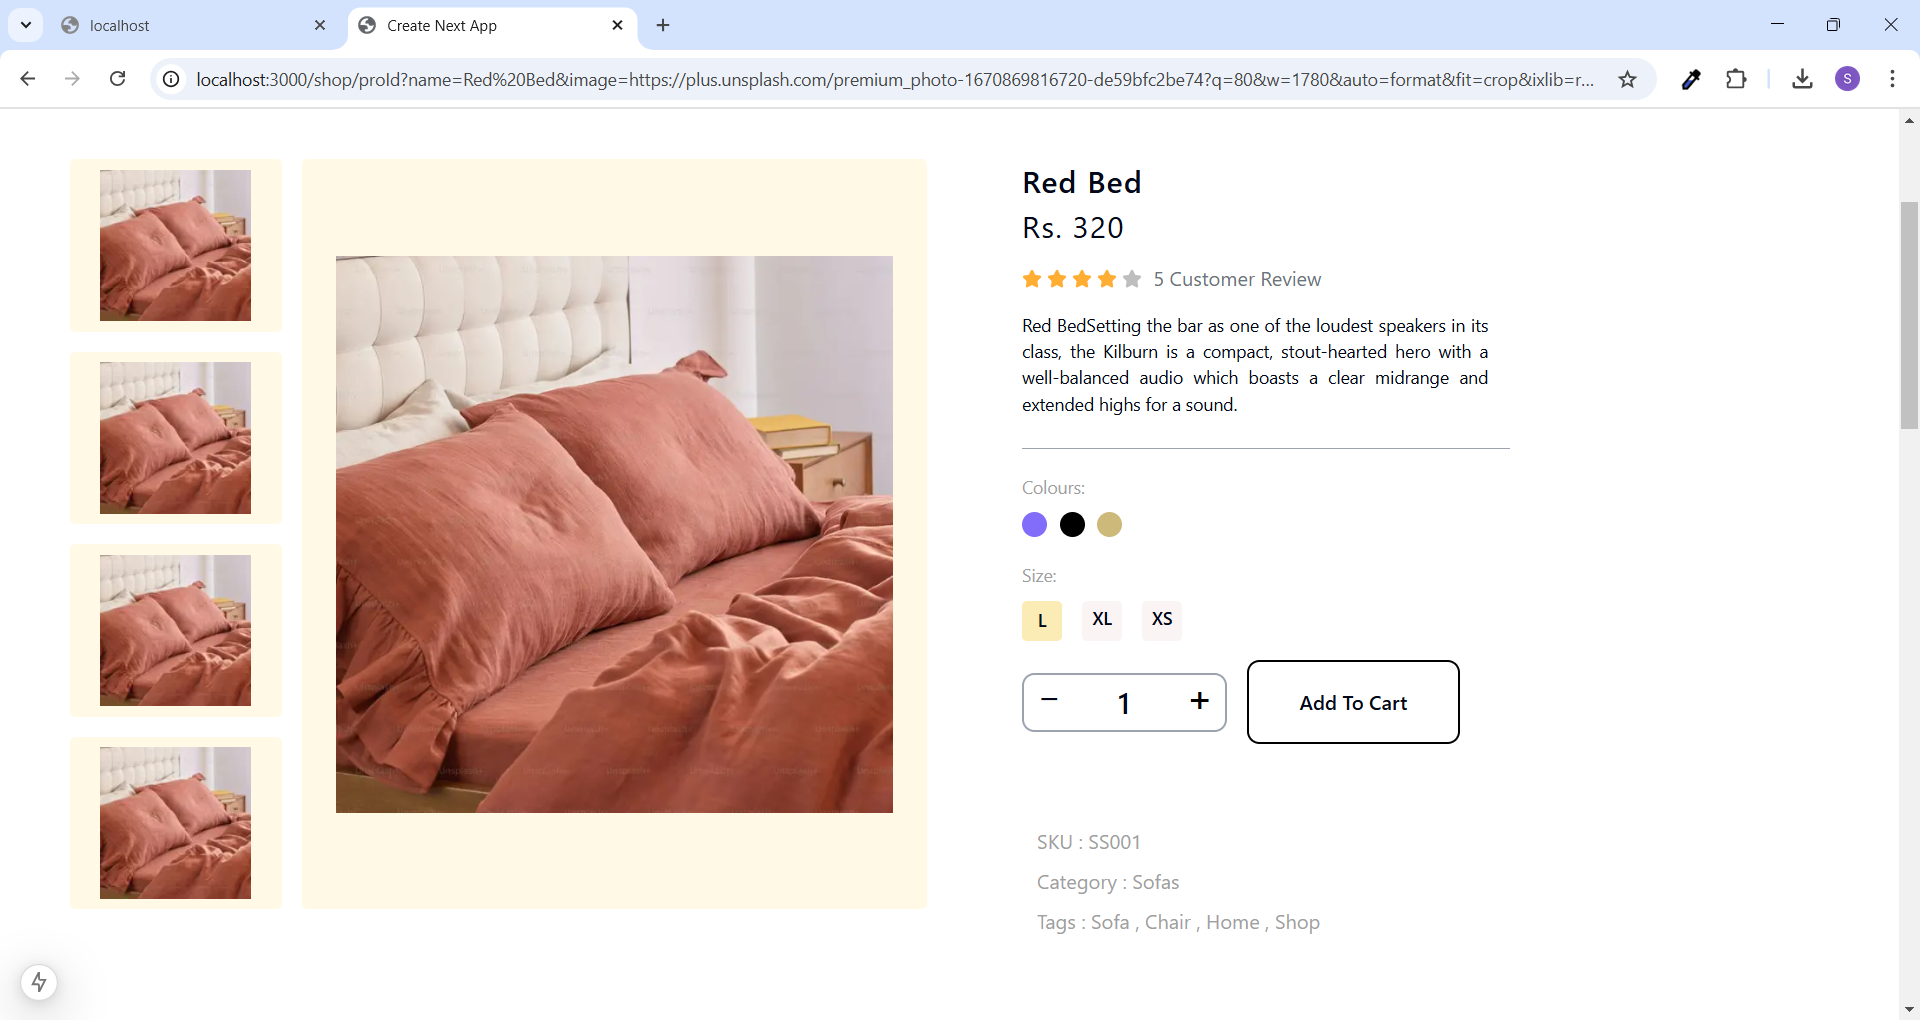 localhost
Create Next App
localhost:3000/shop/proId?name=Red%20Bed&image=https://plus.unsplash.com/premium_photo-1670869816720-de59bfc2be74?q=80&w=1780&auto=format&fit=crop&ixlib=r...
S
Red Bed
Rs. 320
5 Customer Review
Red BedSetting the bar as one of the loudest speakers in its
class, the Kilburn is a compact, stout-hearted hero with a
well-balanced audio which boasts a clear midrange and
extended highs for a sound.
Colours:
Size:
L XL XS
− 1 +
Add To Cart
SKU : SS001
Category : Sofas
Tags : Sofa , Chair , Home , Shop